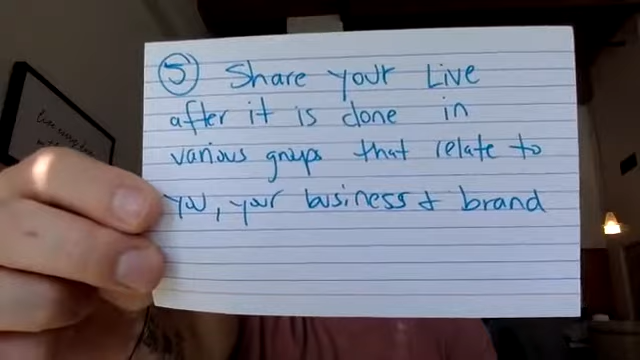 ⑤ Share your Live
after it is done in
various groups that relate to
you, your business & brand